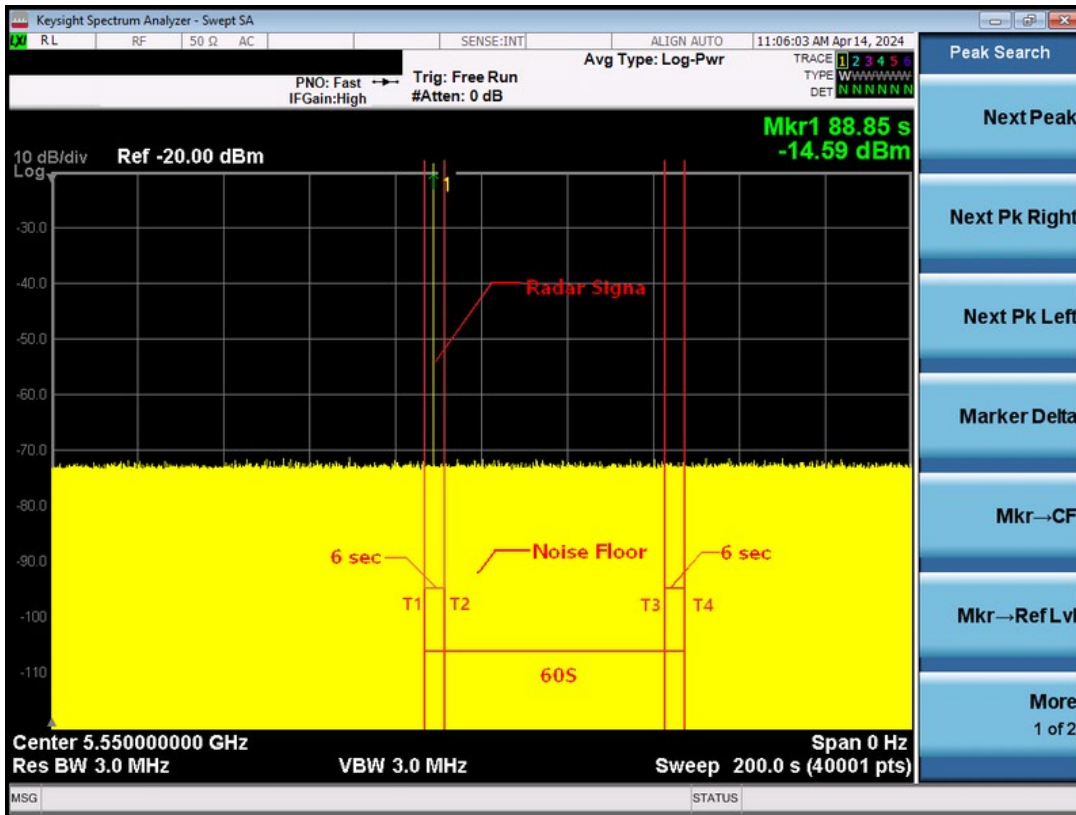 Keysight Spectrum Analyzer - Swept SA
LXI RL RF 50 Ω AC SENSE:INT ALIGN AUTO 11:06:03 AM Apr 14, 2024
PNO: Fast
IFGain:High
Trig: Free Run
#Atten: 0 dB
Avg Type: Log-Pwr
TRACE 1 2 3 4 5 6
TYPE WWWWWW
DET N N N N N N
Mkr1 88.85 s
-14.59 dBm
10 dB/div Ref -20.00 dBm
Log
1
-30.0
-40.0
Radar Signa
-50.0
-60.0
-70.0
-80.0
-90.0
6 sec Noise Floor 6 sec
-100
T1 T2 T3 T4
-110
60S
Center 5.550000000 GHz Span 0 Hz
Res BW 3.0 MHz VBW 3.0 MHz Sweep 200.0 s (40001 pts)
MSG STATUS
Peak Search
Next Peak
Next Pk Right
Next Pk Left
Marker Delta
Mkr→CF
Mkr→Ref Lvl
More
1 of 2